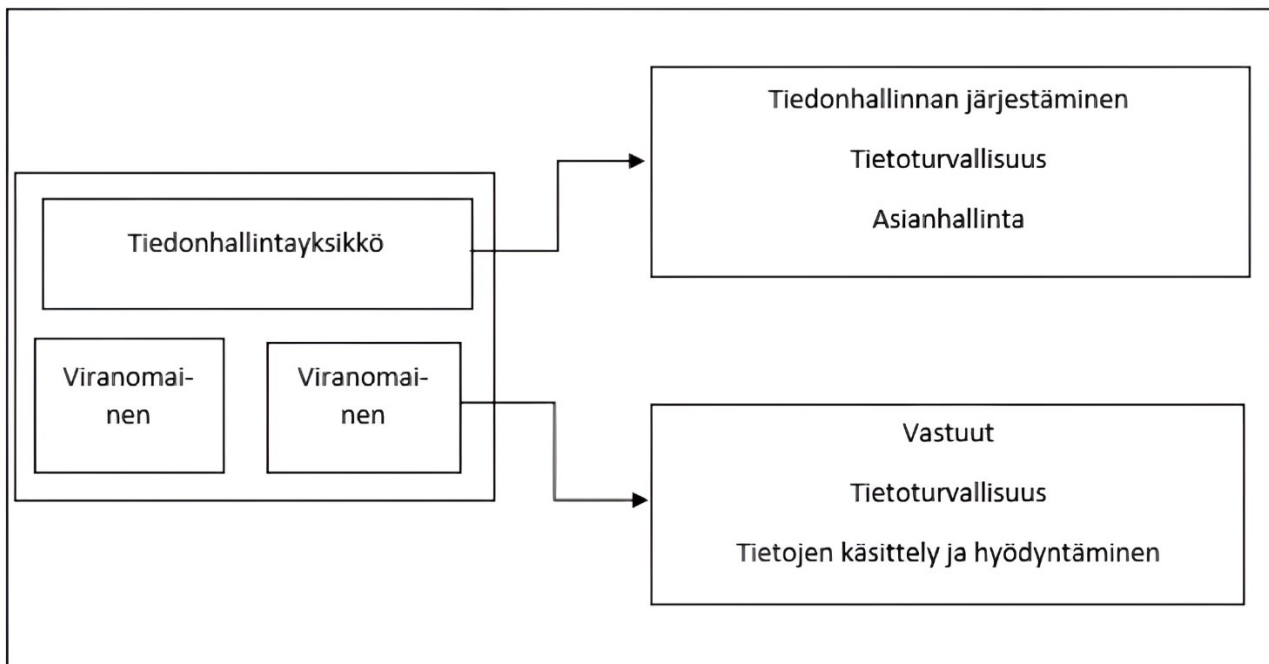 Tiedonhallinnan järjestäminen
Tietoturvallisuus
Asianhallinta
Tiedonhallintayksikkö
Viranomai-
nen
Viranomai-
nen
Vastuut
Tietoturvallisuus
Tietojen käsittely ja hyödyntäminen